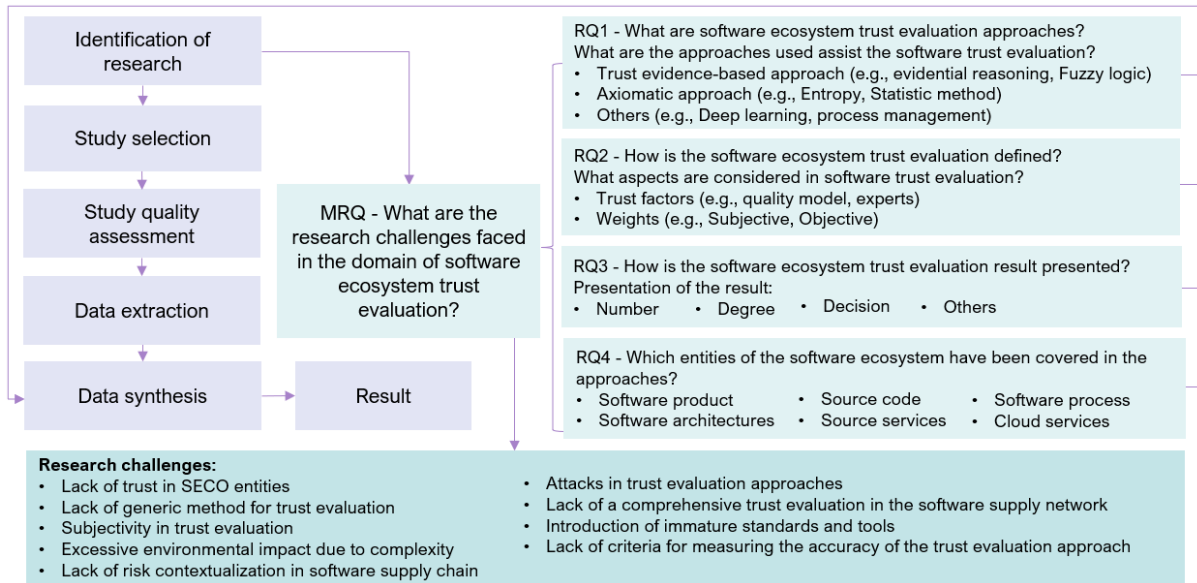 Identification of
research
Study selection
Study quality
assessment
Data extraction
Data synthesis
Result
MRQ - What are the
research challenges faced
in the domain of software
ecosystem trust
evaluation?
RQ1 - What are software ecosystem trust evaluation approaches?
What are the approaches used assist the software trust evaluation?
• Trust evidence-based approach (e.g., evidential reasoning, Fuzzy logic)
• Axiomatic approach (e.g., Entropy, Statistic method)
• Others (e.g., Deep learning, process management)
RQ2 - How is the software ecosystem trust evaluation defined?
What aspects are considered in software trust evaluation?
• Trust factors (e.g., quality model, experts)
• Weights (e.g., Subjective, Objective)
RQ3 - How is the software ecosystem trust evaluation result presented?
Presentation of the result:
• Number • Degree • Decision • Others
RQ4 - Which entities of the software ecosystem have been covered in the
approaches?
• Software product • Source code • Software process
• Software architectures • Source services • Cloud services
Research challenges:
• Lack of trust in SECO entities
• Lack of generic method for trust evaluation
• Subjectivity in trust evaluation
• Excessive environmental impact due to complexity
• Lack of risk contextualization in software supply chain
• Attacks in trust evaluation approaches
• Lack of a comprehensive trust evaluation in the software supply network
• Introduction of immature standards and tools
• Lack of criteria for measuring the accuracy of the trust evaluation approach